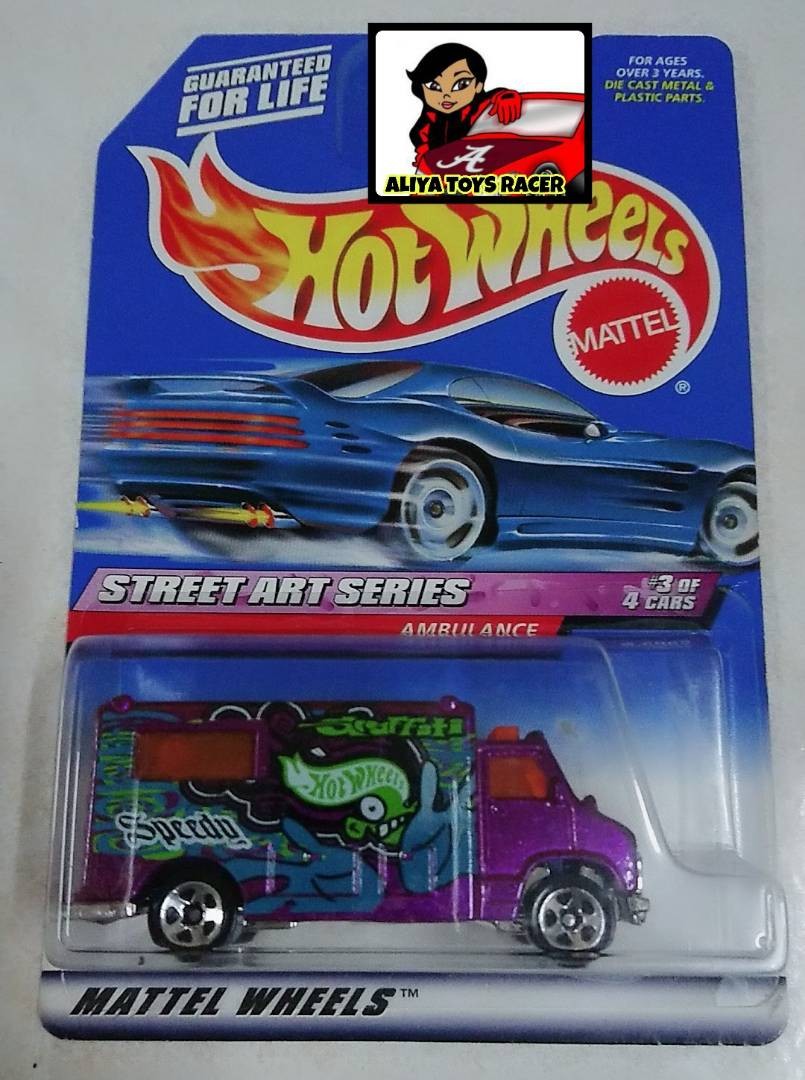 GUARANTEED
FOR LIFE
A
ALIYA TOYS RACER
FOR AGES
OVER 3 YEARS.
DIE CAST METAL &
PLASTIC PARTS.
HOT WHEELS
MATTEL
®
STREET ART SERIES
#3 OF
4 CARS
AMBULANCE
Graffiti
Hot Wheels
Speedy
MATTEL WHEELS™